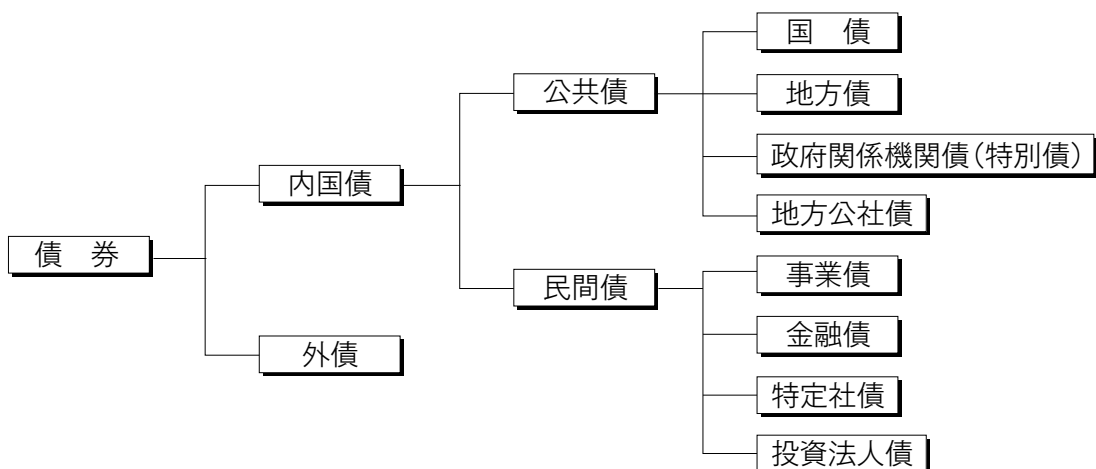 債　券
内国債
外債
公共債
民間債
国　債
地方債
政府関係機関債（特別債）
地方公社債
事業債
金融債
特定社債
投資法人債